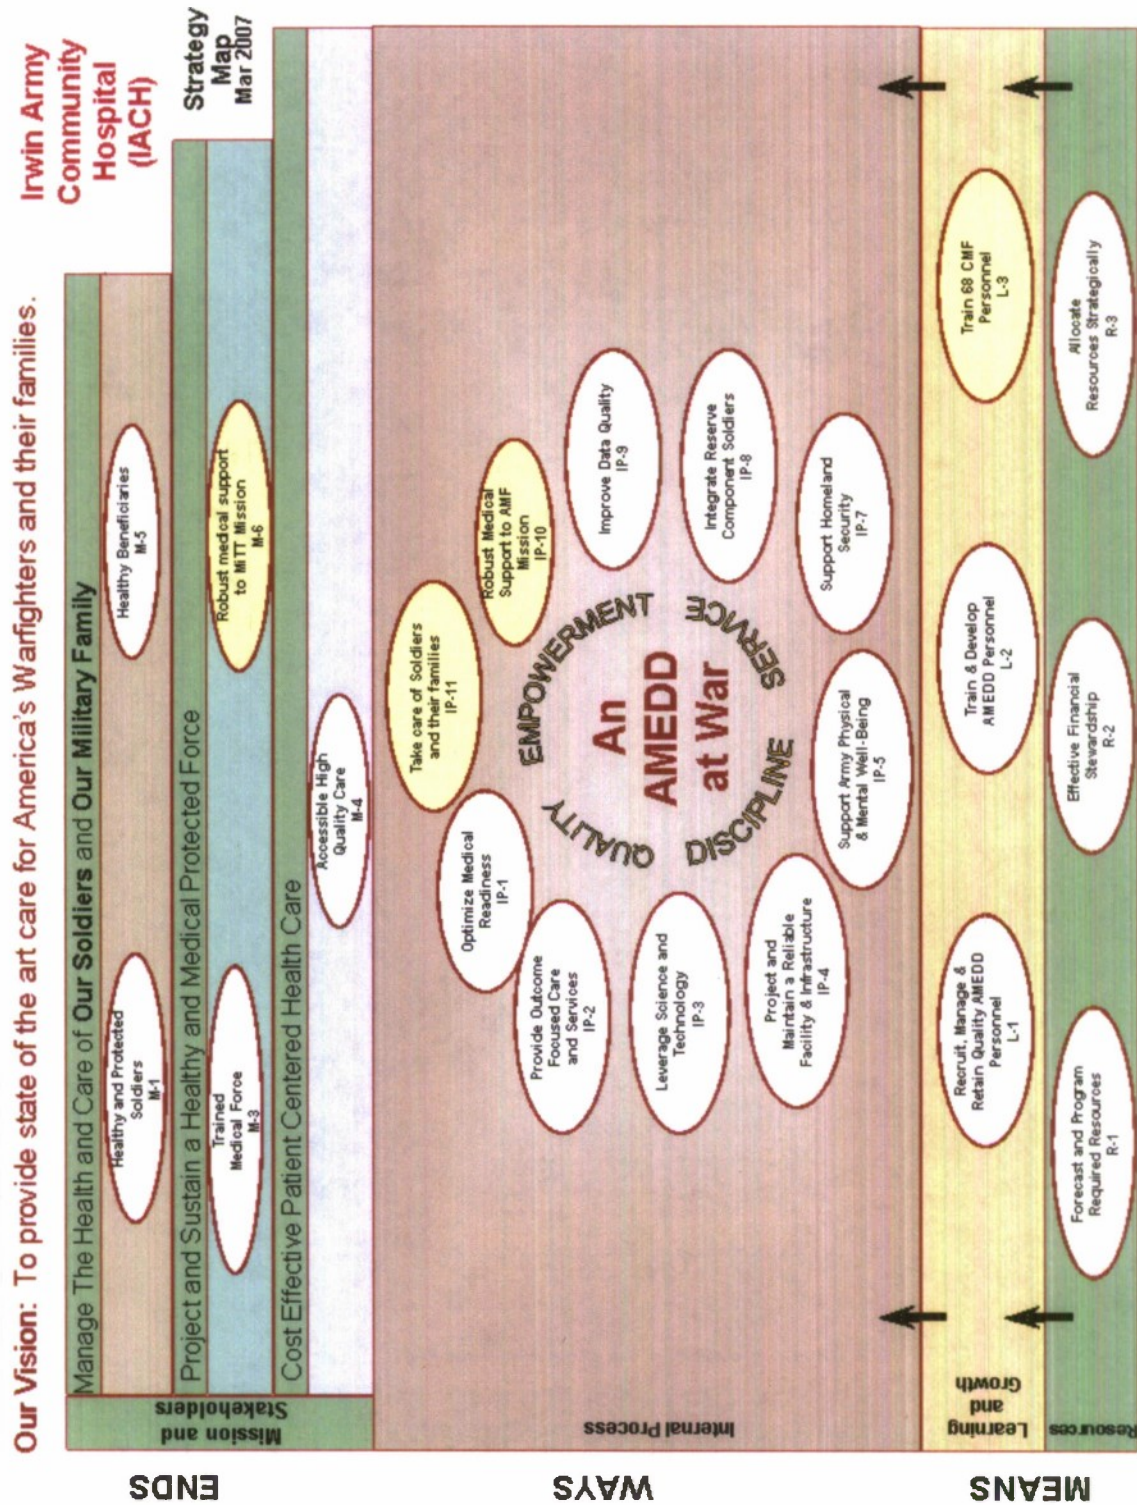 Our Vision: To provide state of the art care for America's Warfighters and their families.
Irwin Army
Community
Hospital
(IACH)
Strategy
Map
Mar 2007
ENDS
Mission and
Stakeholders
Manage The Health and Care of Our Soldiers and Our Military Family
Healthy and Protected
Soldiers
M-1
Healthy Beneficiaries
M-5
Project and Sustain a Healthy and Medical Protected Force
Trained
Medical Force
M-3
Robust medical support
to MiTT Mission
M-6
Cost Effective Patient Centered Health Care
Accessible High
Quality Care
M-4
WAYS
Internal Process
Take care of Soldiers
and their families
IP-11
Optimize Medical
Readiness
IP-1
Robust Medical
Support to AMF
Mission
IP-10
Provide Outcome
Focused Care
and Services
IP-2
Improve Data Quality
IP-9
Leverage Science and
Technology
IP-3
Integrate Reserve
Component Soldiers
IP-8
Project and
Maintain a Reliable
Facility & Infrastructure
IP-4
Support Homeland
Security
IP-7
Support Army Physical
& Mental Well-Being
IP-5
QUALITY
EMPOWERMENT
An
AMEDD
at War
DISCIPLINE
SERVICE
MEANS
Learning
and
Growth
Recruit, Manage &
Retain Quality AMEDD
Personnel
L-1
Train & Develop
AMEDD Personnel
L-2
Train 68 CMF
Personnel
L-3
Resources
Forecast and Program
Required Resources
R-1
Effective Financial
Stewardship
R-2
Allocate
Resources Strategically
R-3